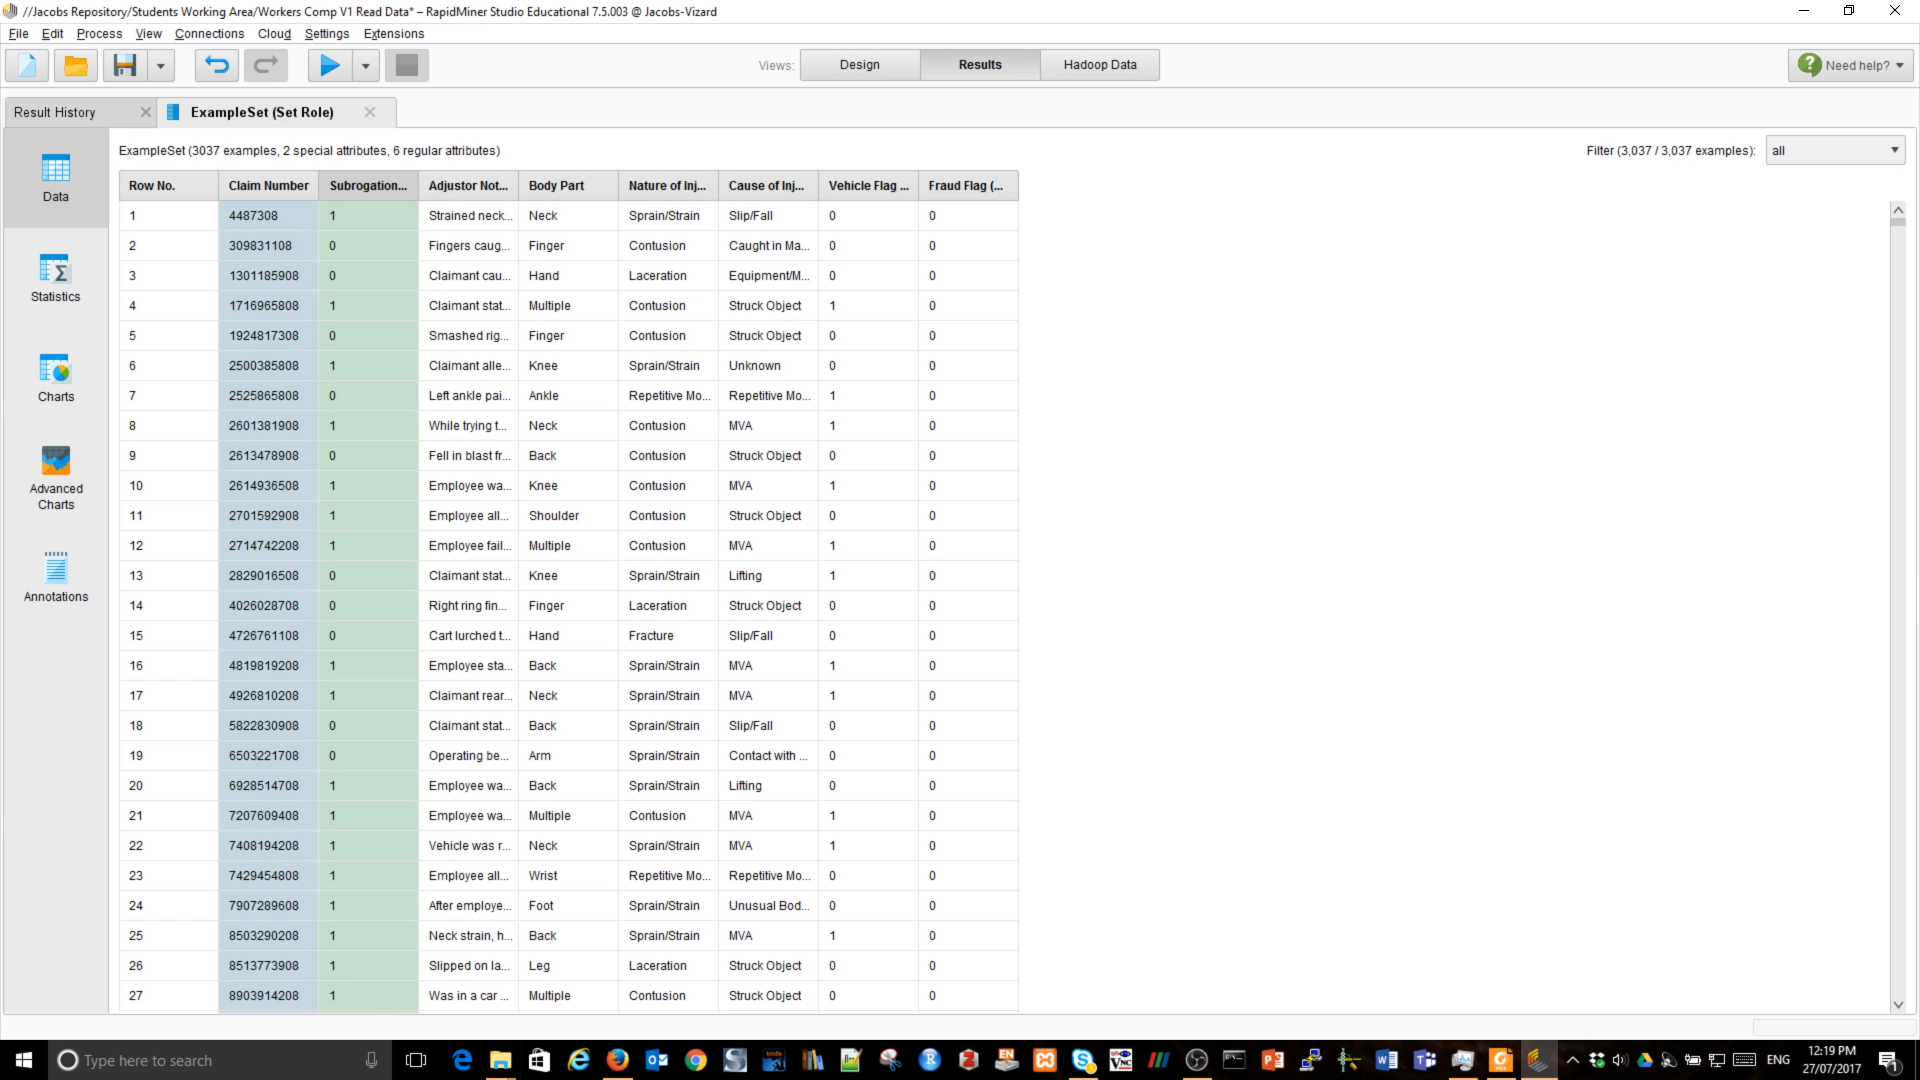 //Jacobs Repository/Students Working Area/Workers Comp V1 Read Data* – RapidMiner Studio Educational 7.5.003 @ Jacobs-Vizard
File Edit Process View Connections Cloud Settings Extensions
Views: Design Results Hadoop Data Need help?
Result History ExampleSet (Set Role)
ExampleSet (3037 examples, 2 special attributes, 6 regular attributes) Filter (3,037 / 3,037 examples): all
Row No. Claim Number Subrogation... Adjustor Not... Body Part Nature of Inj... Cause of Inj... Vehicle Flag ... Fraud Flag (...
1 4487308 1 Strained neck... Neck Sprain/Strain Slip/Fall 0 0
2 309831108 0 Fingers caug... Finger Contusion Caught in Ma... 0 0
3 1301185908 0 Claimant cau... Hand Laceration Equipment/M... 0 0
4 1716965808 1 Claimant stat... Multiple Contusion Struck Object 1 0
5 1924817308 0 Smashed rig... Finger Contusion Struck Object 0 0
6 2500385808 1 Claimant alle... Knee Sprain/Strain Unknown 0 0
7 2525865808 0 Left ankle pai... Ankle Repetitive Mo... Repetitive Mo... 1 0
8 2601381908 1 While trying t... Neck Contusion MVA 1 0
9 2613478908 0 Fell in blast fr... Back Contusion Struck Object 0 0
10 2614936508 1 Employee wa... Knee Contusion MVA 1 0
11 2701592908 1 Employee all... Shoulder Contusion Struck Object 0 0
12 2714742208 1 Employee fail... Multiple Contusion MVA 1 0
13 2829016508 0 Claimant stat... Knee Sprain/Strain Lifting 1 0
14 4026028708 0 Right ring fin... Finger Laceration Struck Object 0 0
15 4726761108 0 Cart lurched t... Hand Fracture Slip/Fall 0 0
16 4819819208 1 Employee sta... Back Sprain/Strain MVA 1 0
17 4926810208 1 Claimant rear... Neck Sprain/Strain MVA 1 0
18 5822830908 0 Claimant stat... Back Sprain/Strain Slip/Fall 0 0
19 6503221708 0 Operating be... Arm Sprain/Strain Contact with ... 0 0
20 6928514708 1 Employee wa... Back Sprain/Strain Lifting 0 0
21 7207609408 1 Employee wa... Multiple Contusion MVA 1 0
22 7408194208 1 Vehicle was r... Neck Sprain/Strain MVA 1 0
23 7429454808 1 Employee all... Wrist Repetitive Mo... Repetitive Mo... 0 0
24 7907289608 1 After employe... Foot Sprain/Strain Unusual Bod... 0 0
25 8503290208 1 Neck strain, h... Back Sprain/Strain MVA 1 0
26 8513773908 1 Slipped on la... Leg Laceration Struck Object 0 0
27 8903914208 1 Was in a car ... Multiple Contusion Struck Object 0 0
Data
Statistics
Charts
Advanced
Charts
Annotations
Type here to search
ENG
12:19 PM
27/07/2017